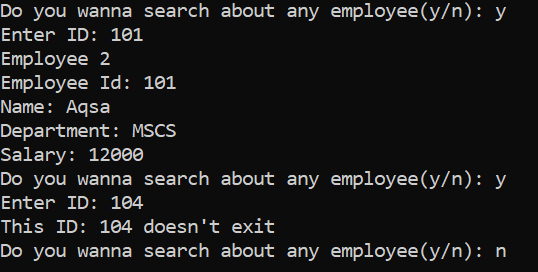 Do you wanna search about any employee(y/n): y
Enter ID: 101
Employee 2
Employee Id: 101
Name: Aqsa
Department: MSCS
Salary: 12000
Do you wanna search about any employee(y/n): y
Enter ID: 104
This ID: 104 doesn't exit
Do you wanna search about any employee(y/n): n